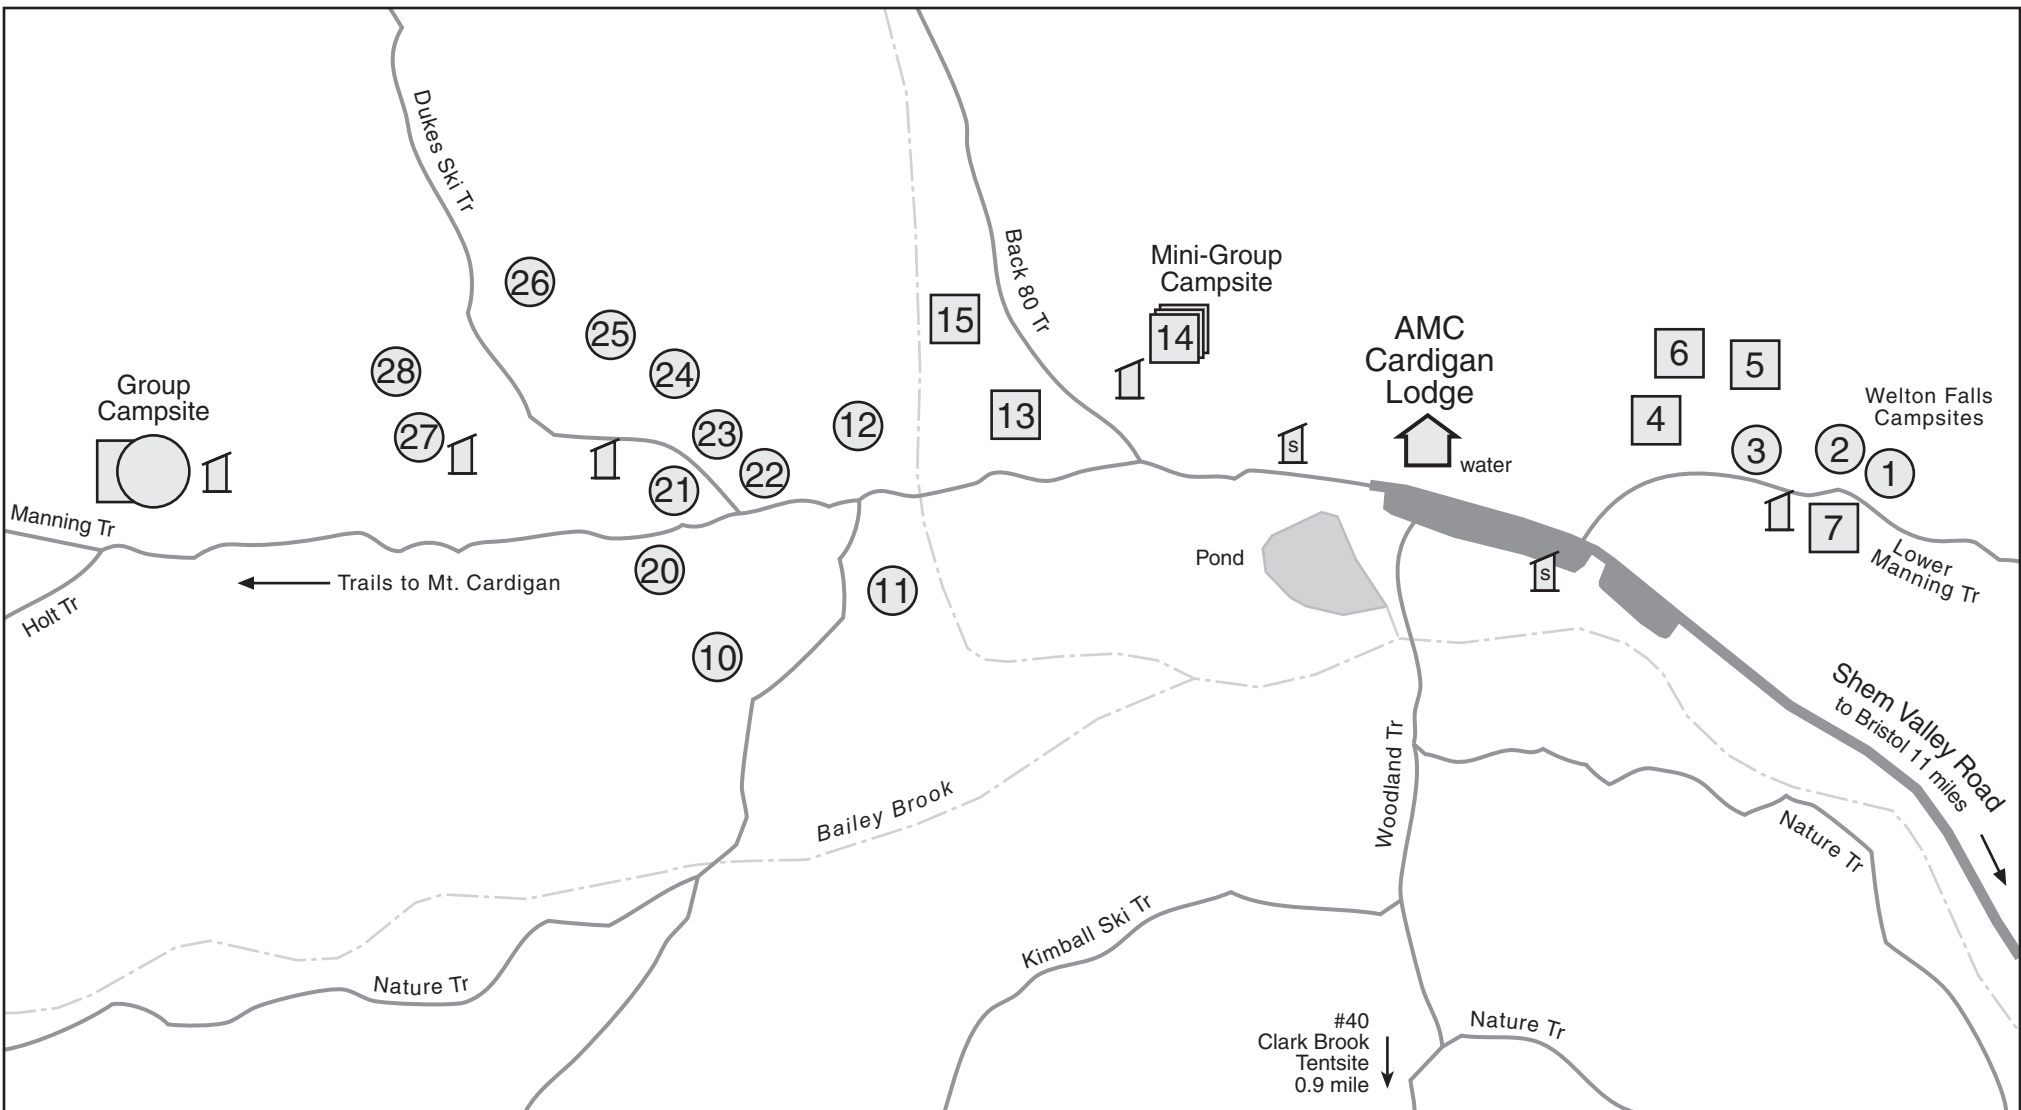 Dukes Ski Tr
26
25
24
28
27
23
22
21
12
Group
Campsite
Manning Tr
Holt Tr
Trails to Mt. Cardigan
20
10
11
15
13
Back 80 Tr
Mini-Group
Campsite
14
AMC
Cardigan
Lodge
water
s
s
Pond
6
5
4
3
2
1
7
Welton Falls
Campsites
Lower
Manning Tr
Shem Valley Road
to Bristol 11 miles
Bailey Brook
Woodland Tr
Nature Tr
Kimball Ski Tr
Nature Tr
Nature Tr
#40
Clark Brook
Tentsite
0.9 mile